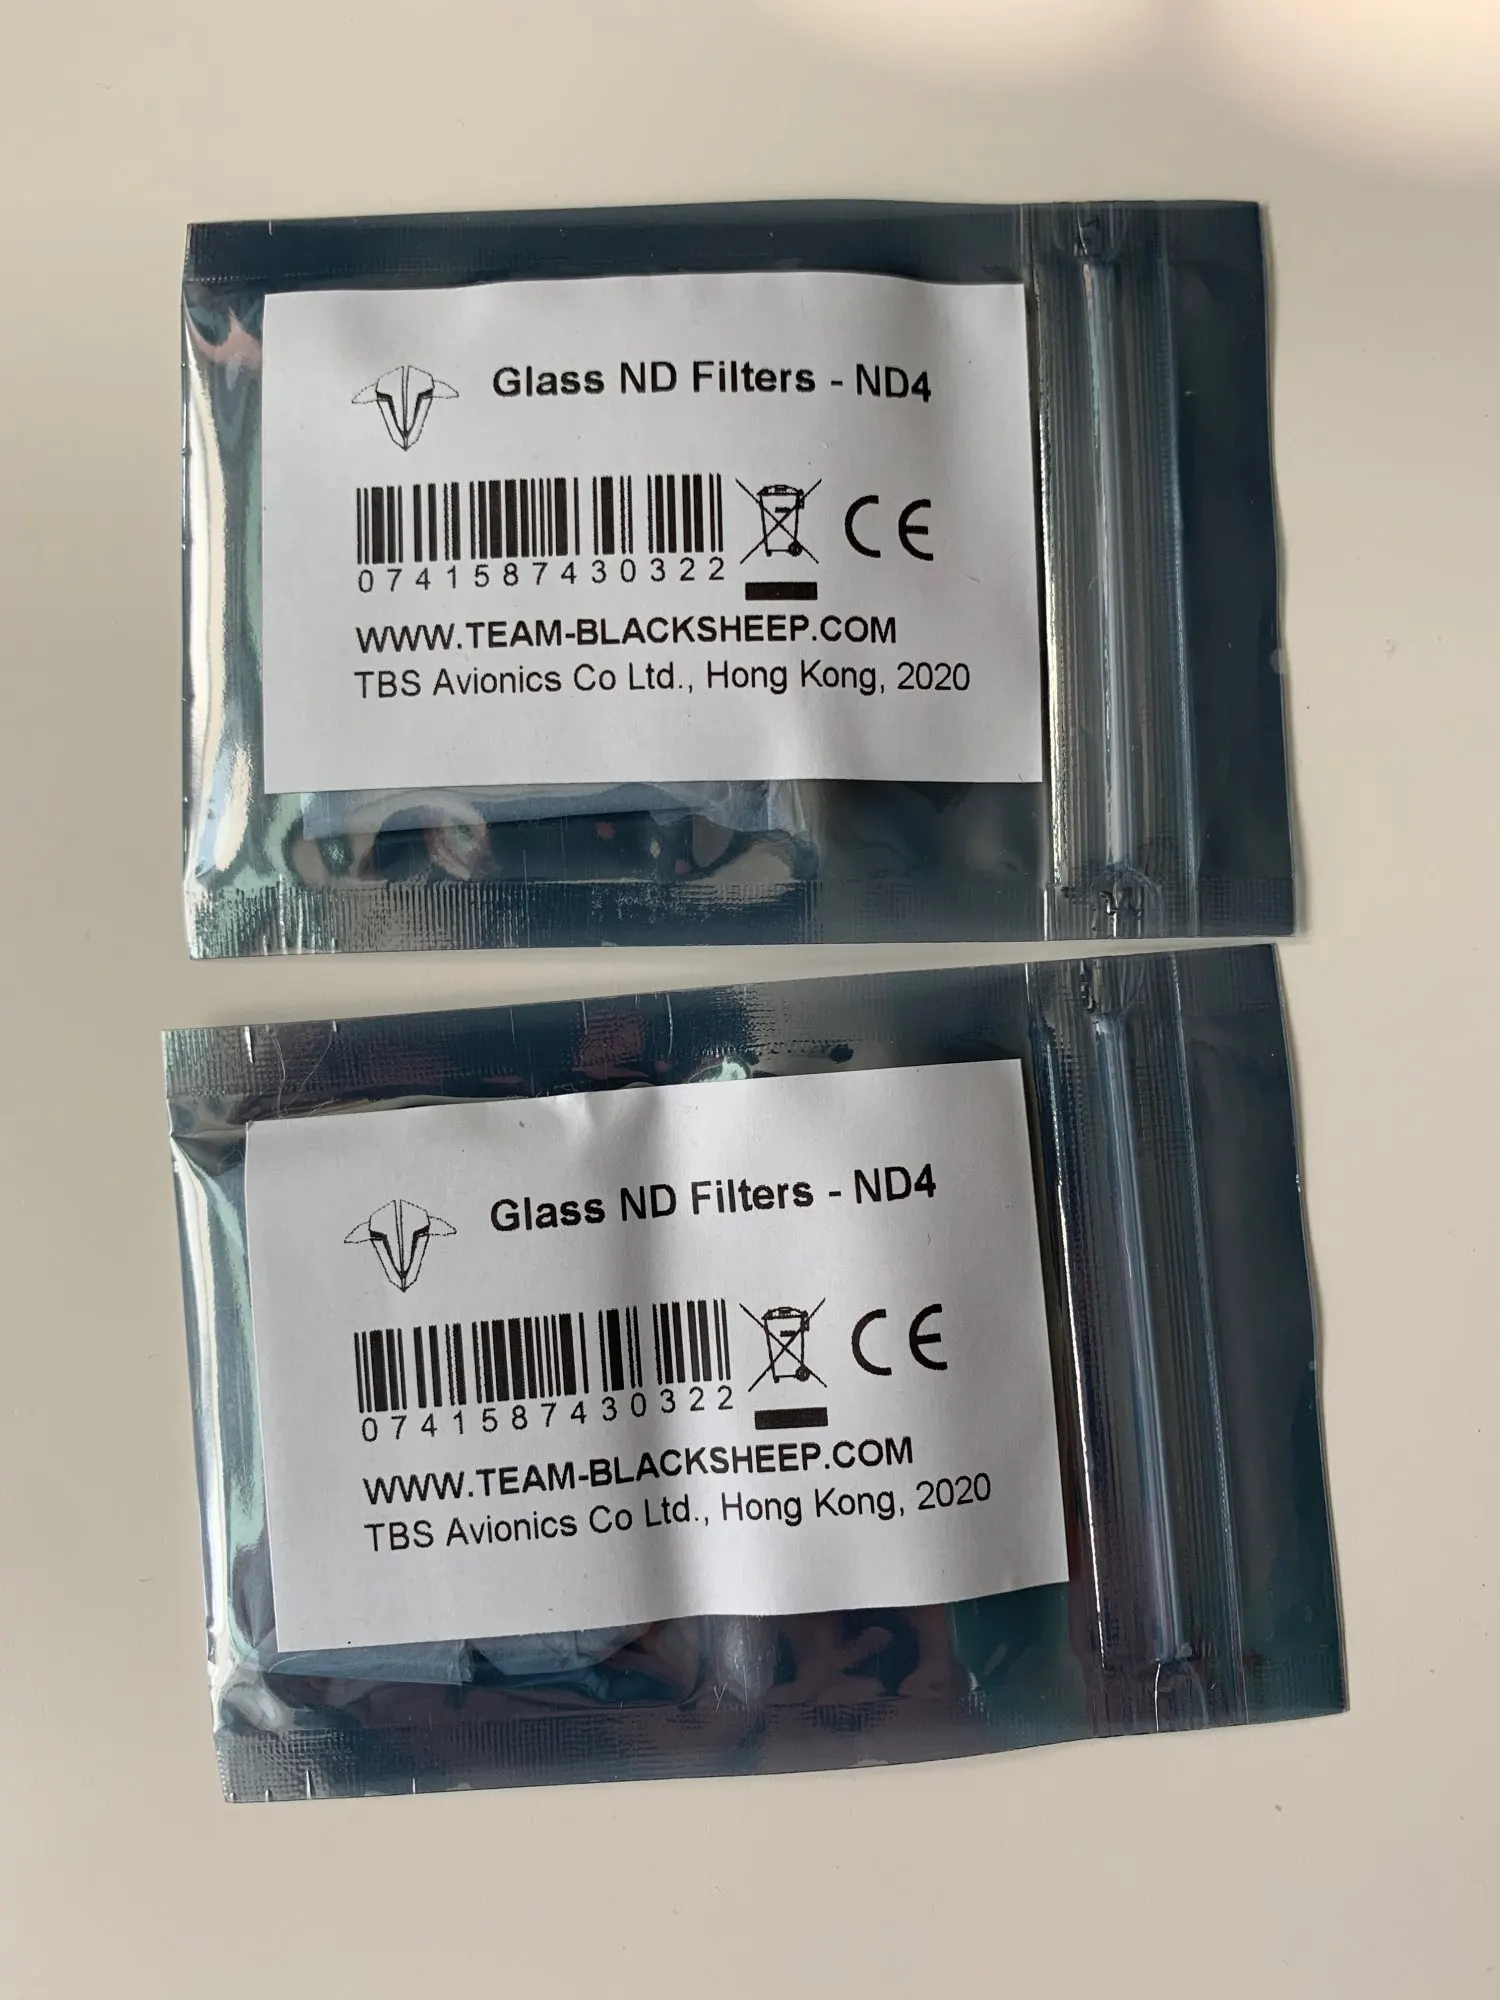 Glass ND Filters - ND4
0741587430322
CE
WWW.TEAM-BLACKSHEEP.COM
TBS Avionics Co Ltd., Hong Kong, 2020
Glass ND Filters - ND4
0741587430322
CE
WWW.TEAM-BLACKSHEEP.COM
TBS Avionics Co Ltd., Hong Kong, 2020